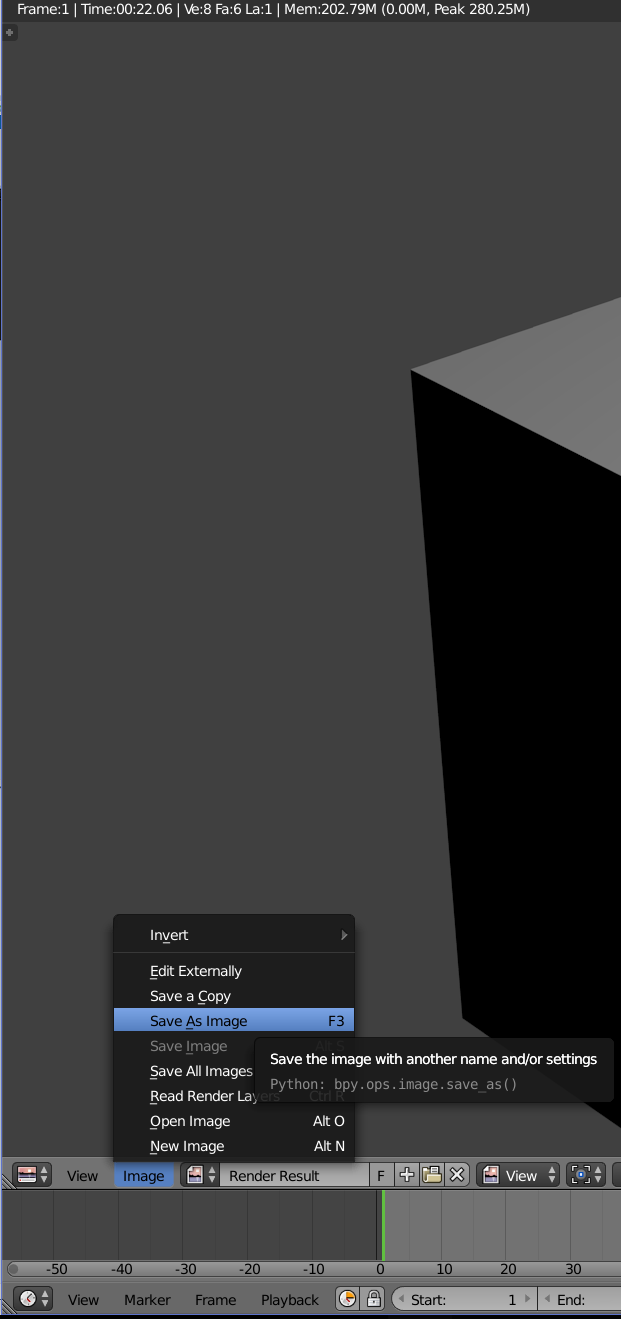 Frame:1 | Time:00:22.06 | Ve:8 Fa:6 La:1 | Mem:202.79M (0.00M, Peak 280.25M)
Invert
Edit Externally
Save a Copy
Save As Image F3
Save Image Alt S
Save the image with another name and/or settings
Save All Images
Python: bpy.ops.image.save_as()
Read Render Layers Ctrl R
Open Image Alt O
New Image Alt N
View Image Render Result F View
-50 -40 -30 -20 -10 0 10 20 30
View Marker Frame Playback Start: 1 End: